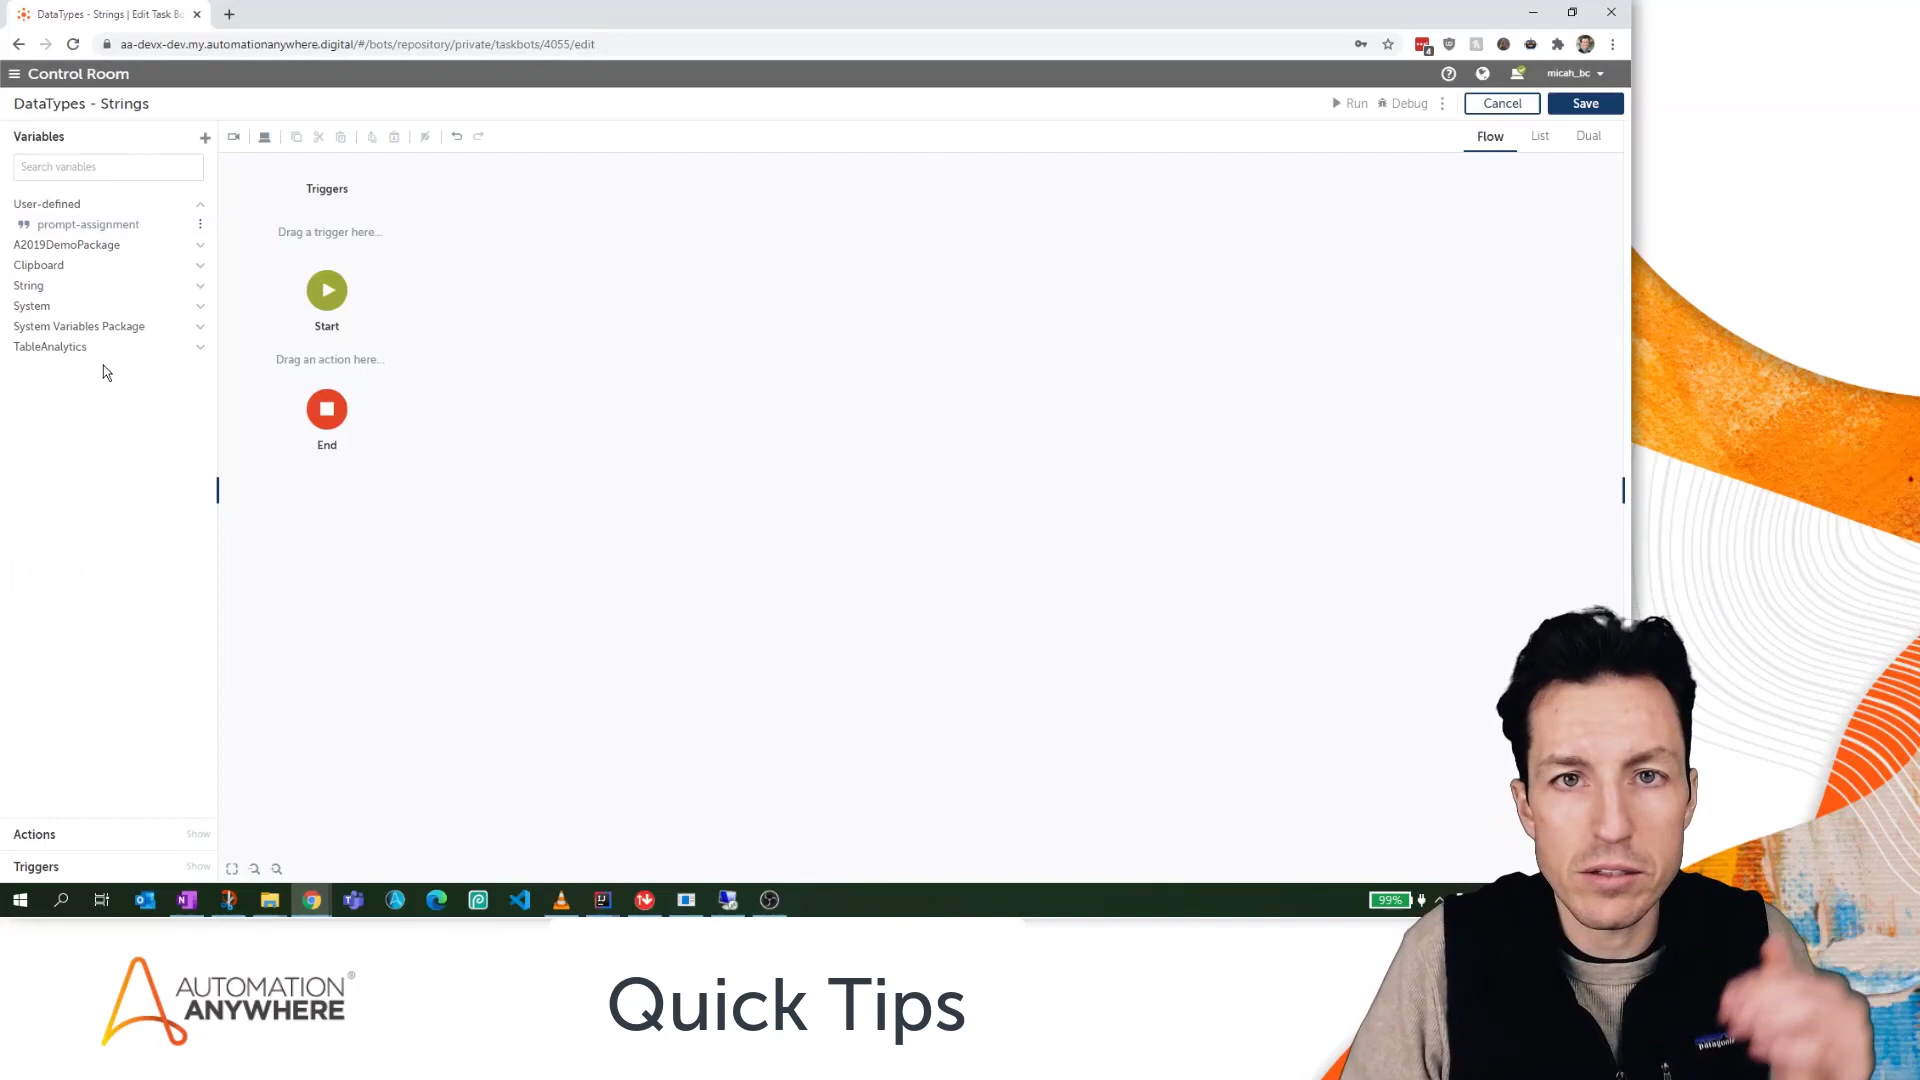 DataTypes - Strings | Edit Task Bo
aa-devx-dev.my.automationanywhere.digital/#/bots/repository/private/taskbots/4055/edit
4
Control Room
micah_bc
DataTypes - Strings
Run
Debug
Cancel
Save
Variables
Flow
List
Dual
Search variables
User-defined
prompt-assignment
A2019DemoPackage
Clipboard
String
System
System Variables Package
TableAnalytics
Triggers
Drag a trigger here...
Start
Drag an action here...
End
Actions
Show
Triggers
Show
99%
AUTOMATION
ANYWHERE®
Quick Tips
patagonia